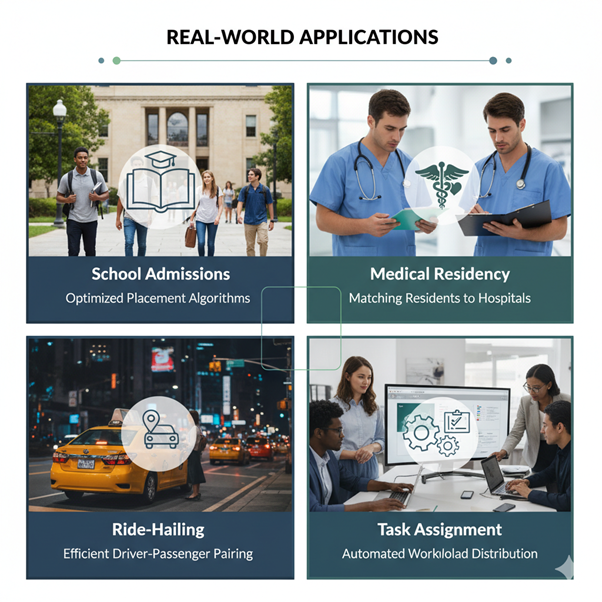 REAL-WORLD APPLICATIONS
School Admissions
Optimized Placement Algorithms
Medical Residency
Matching Residents to Hospitals
Ride-Hailing
Efficient Driver-Passenger Pairing
Task Assignment
Automated Workilolad Distribution